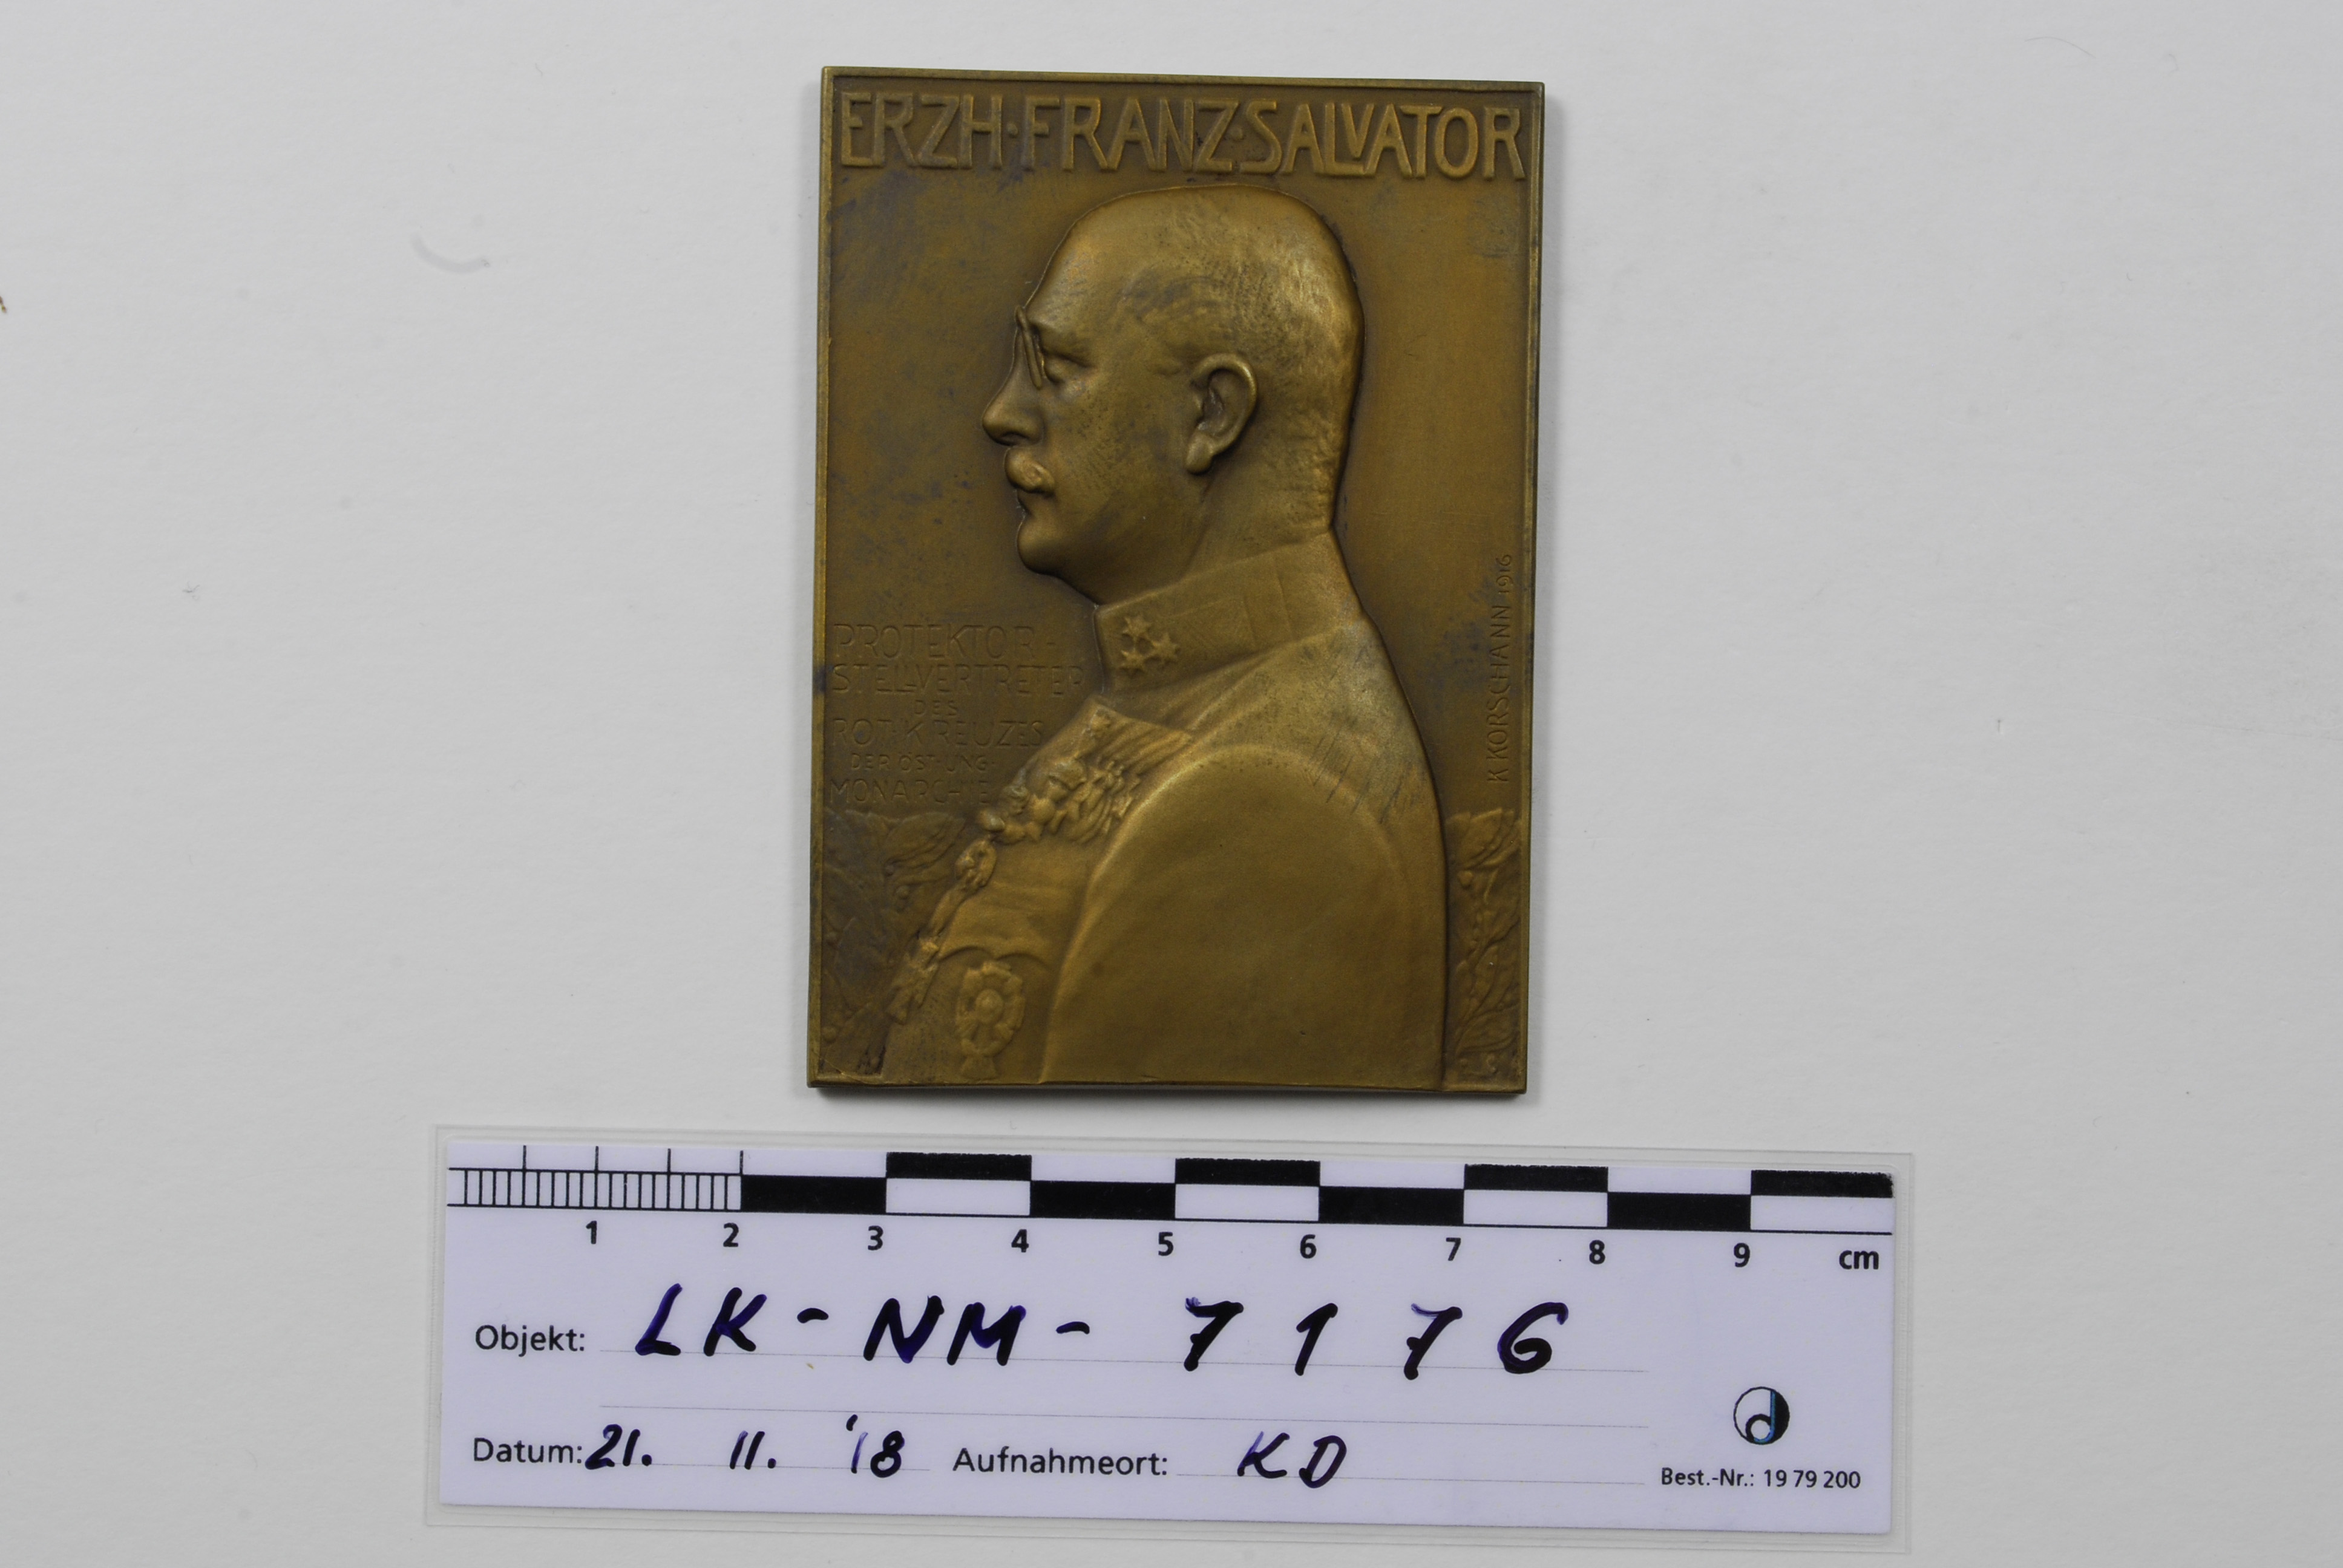 ERZH·FRANZ·SALVATOR
PROTEKTOR-
STELLVERTRETER
DES
ROT·KREUZES
DER ÖST·UNG·
MONARCHIE
K KORSCHANN 1916
1 2 3 4 5 6 7 8 9 cm
Objekt: LK-NM-7176
Datum: 21. 11. '18 Aufnahmeort: KD
Best.-Nr.: 19 79 200